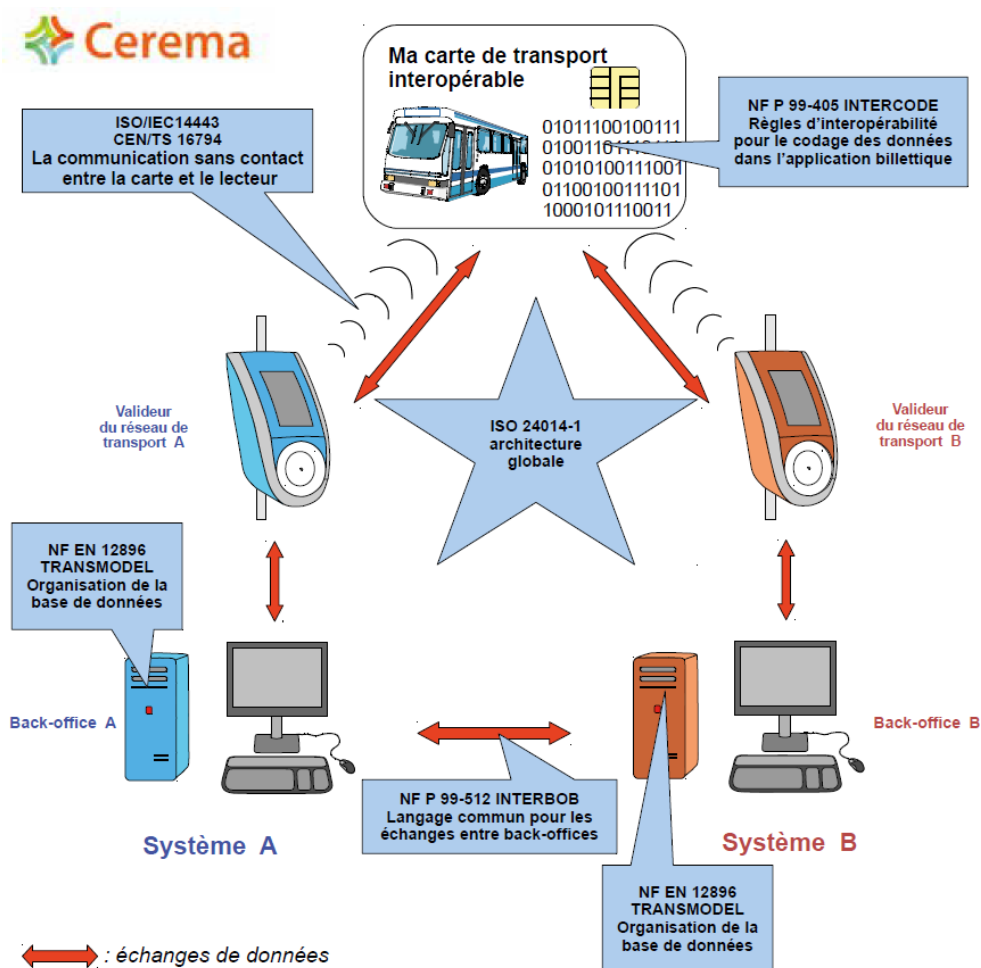 Cerema
Ma carte de transport
interopérable
01011100100111
01010100111001
01100100111101
1000101110011
ISO/IEC14443
CEN/TS 16794
La communication sans contact
entre la carte et le lecteur
NF P 99-405 INTERCODE
Règles d'interopérabilité
pour le codage des données
dans l'application billettique
Valideur
du réseau de
transport A
ISO 24014-1
architecture
globale
Valideur
du réseau de
transport B
NF EN 12896
TRANSMODEL
Organisation de la
base de données
Back-office A
Back-office B
NF P 99-512 INTERBOB
Langage commun pour les
échanges entre back-offices
Système A
Système B
NF EN 12896
TRANSMODEL
Organisation de la
base de données
: échanges de données